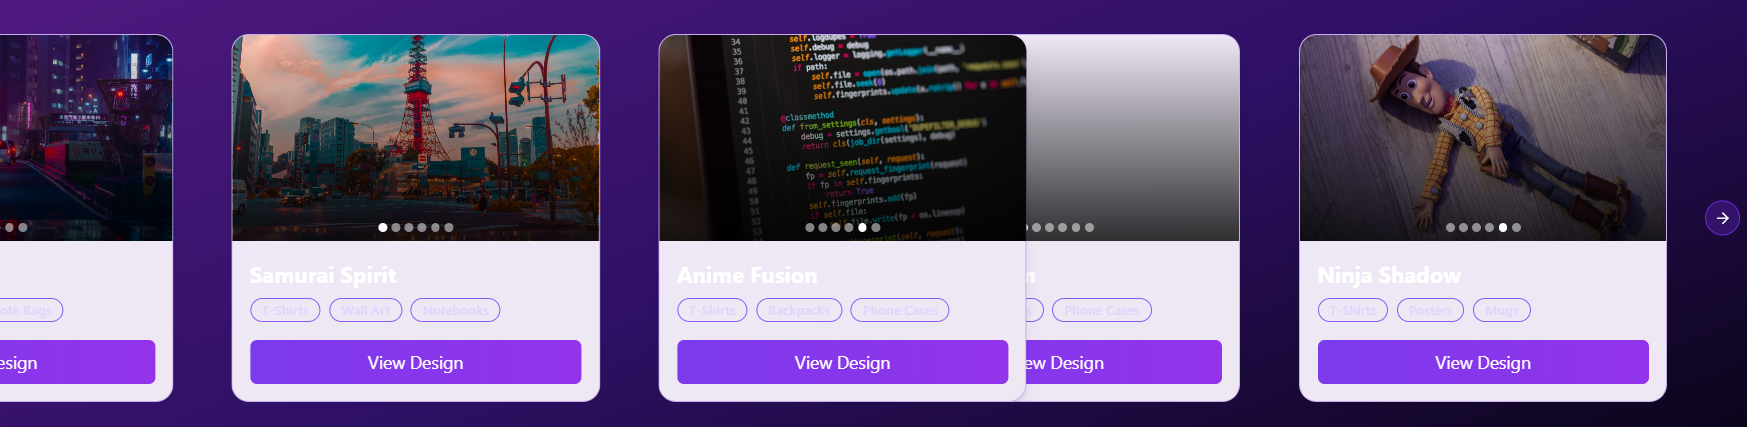 34
35
36
37
38
39
40
41
42
43
44
45
46
47
48
49
50
51
52
53
self.debug = debug
self.logger = logging.getLogger(__name__)
if path:
self.file = open(os.path.join(path,
self.file.seek(0)
self.fingerprints.update(
@classmethod
def from_settings(cls, settings):
debug = settings.getbool(
return cls(job_dir(settings), debug)
def request_seen(self, request):
fp = self.request_fingerprint(request)
if fp in self.fingerprints:
return True
self.fingerprints.add(fp)
if self.file:
self.file.write(fp + os.linesep)
ote Bags
esign
Samurai Spirit
T-Shirts
Wall Art
Notebooks
View Design
Anime Fusion
T-Shirts
Backpacks
Phone Cases
View Design
n
s
Phone Cases
ew Design
Ninja Shadow
T-Shirts
Posters
Mugs
View Design